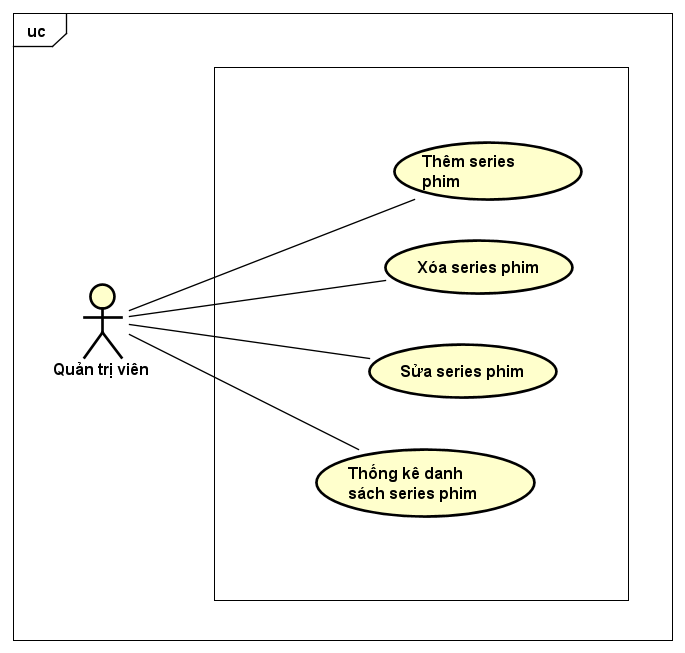 uc
Thêm series
phim
Xóa series phim
Quản trị viên
Sửa series phim
Thống kê danh
sách series phim